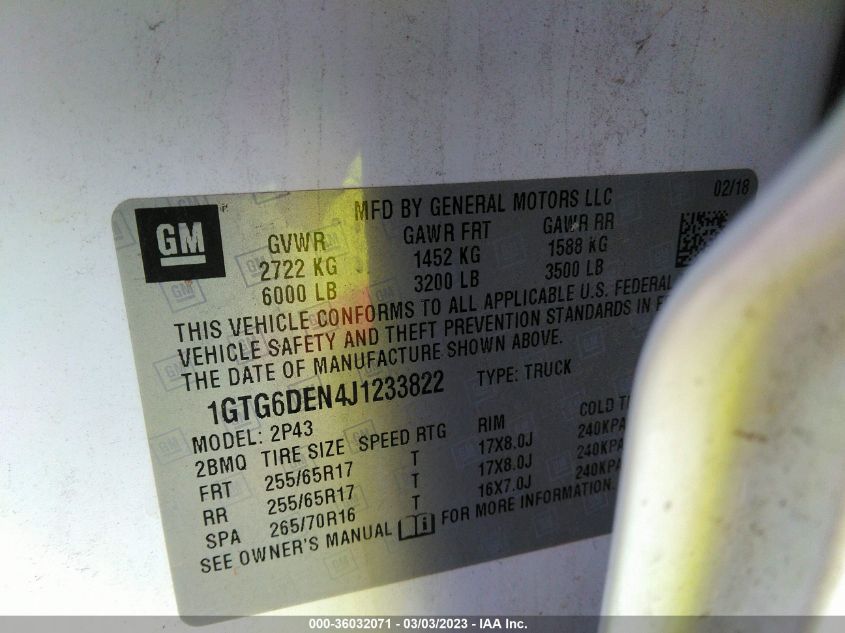 MFD BY GENERAL MOTORS LLC
02/18
GM
GVWR GAWR FRT GAWR RR
2722 KG 1452 KG 1588 KG
6000 LB 3200 LB 3500 LB
THIS VEHICLE CONFORMS TO ALL APPLICABLE U.S. FEDERAL
VEHICLE SAFETY AND THEFT PREVENTION STANDARDS IN
THE DATE OF MANUFACTURE SHOWN ABOVE.
1GTG6DEN4J1233822 TYPE: TRUCK
MODEL: 2P43
2BMQ TIRE SIZE SPEED RTG RIM COLD
FRT 255/65R17 T 17X8.0J 240KPA
RR 255/65R17 T 17X8.0J 240KPA
SPA 265/70R16 T 16X7.0J 240KPA
SEE OWNER'S MANUAL FOR MORE INFORMATION.
000-36032071 - 03/03/2023 - IAA Inc.